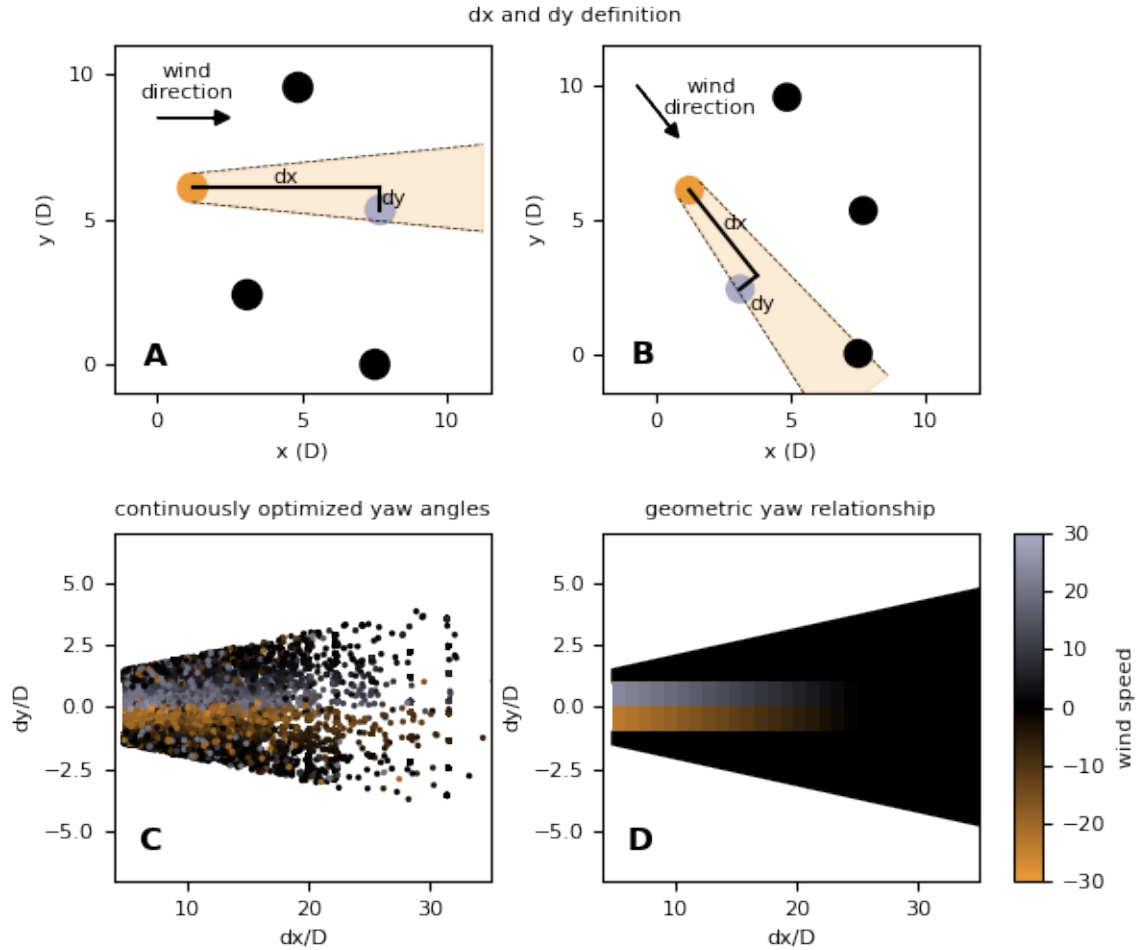 dx and dy definition
wind
direction
dx
dy
A
10
5
0
y (D)
0
5
10
x (D)
wind
direction
dx
dy
B
10
5
0
y (D)
0
5
10
x (D)
continuously optimized yaw angles
5.0
2.5
0.0
−2.5
−5.0
dy/D
C
10
20
30
dx/D
geometric yaw relationship
5.0
2.5
0.0
−2.5
−5.0
dy/D
D
10
20
30
dx/D
30
20
10
0
−10
−20
−30
wind speed